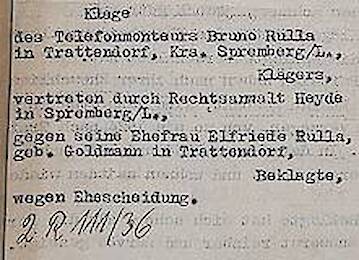 Klage
des Telefonmonteurs Bruno Rulla
in Trattendorf, Krs. Spremberg/L.,
Klägers,
vertreten durch Rechtsanwalt Heyde
in Spremberg/L.,
gegen seine Ehefrau Elfriede Rulla,
geb. Goldmann in Trattendorf,
Beklagte,
wegen Ehescheidung.
2. R 111/36